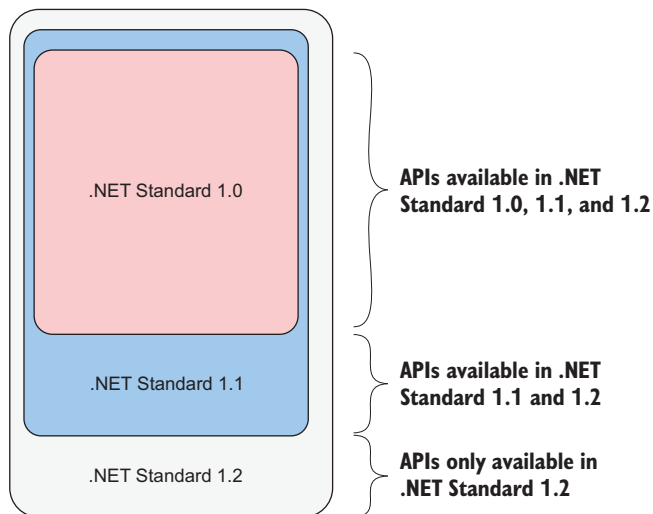 .NET Standard 1.0
APIs available in .NET
Standard 1.0, 1.1, and 1.2
.NET Standard 1.1
APIs available in .NET
Standard 1.1 and 1.2
.NET Standard 1.2
APIs only available in
.NET Standard 1.2